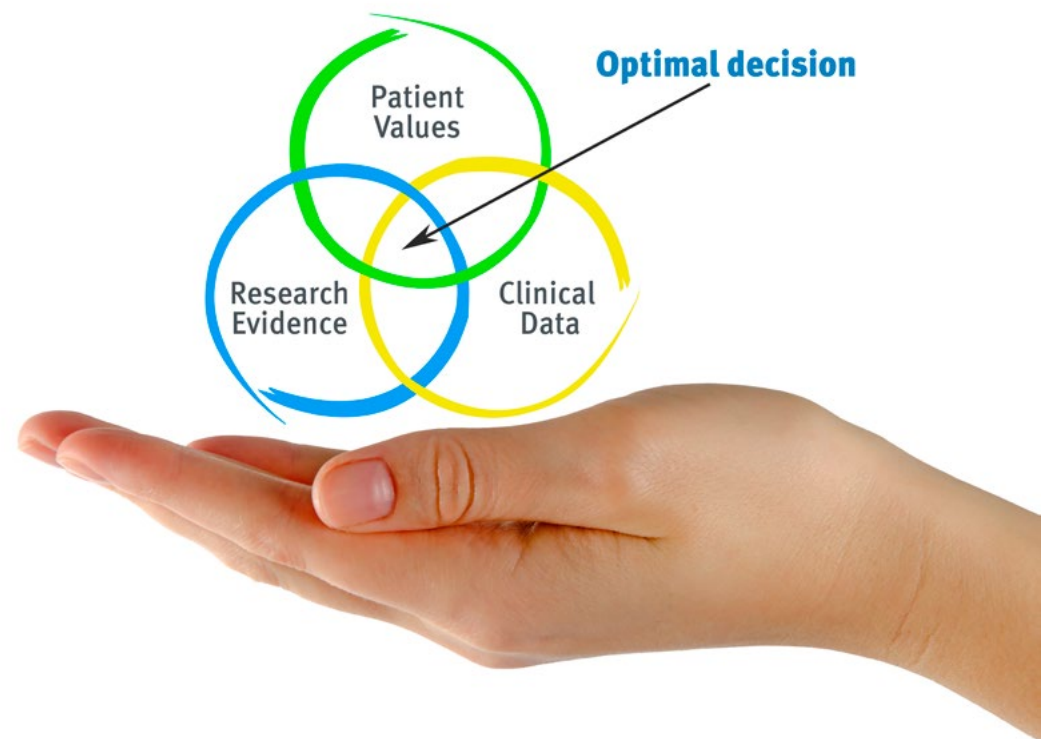 Optimal decision
Patient
Values
Research
Evidence
Clinical
Data